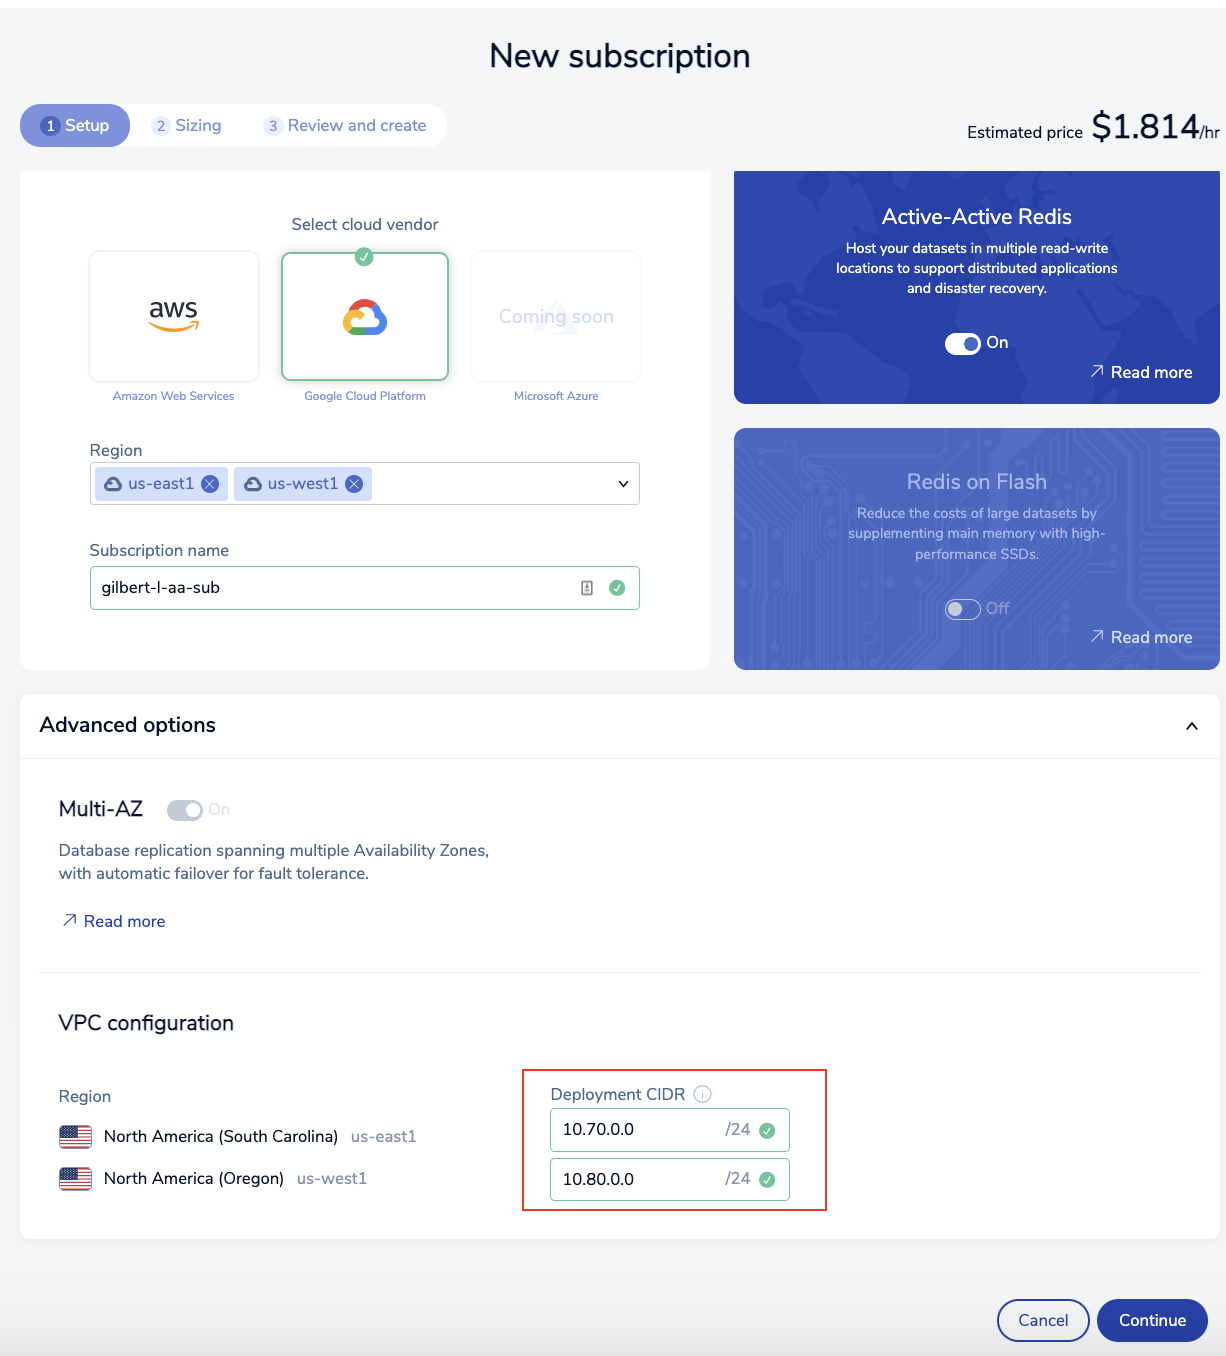 New subscription
1 Setup 2 Sizing 3 Review and create
Estimated price $1.814/hr
Select cloud vendor
aws
Coming soon
Amazon Web Services Google Cloud Platform Microsoft Azure
Region
us-east1 us-west1
Subscription name
gilbert-l-aa-sub
Active-Active Redis
Host your datasets in multiple read-write
locations to support distributed applications
and disaster recovery.
On
Read more
Redis on Flash
Reduce the costs of large datasets by
supplementing main memory with high-
performance SSDs.
Off
Read more
Advanced options
Multi-AZ On
Database replication spanning multiple Availability Zones,
with automatic failover for fault tolerance.
Read more
VPC configuration
Region Deployment CIDR i
North America (South Carolina) us-east1 10.70.0.0 /24
North America (Oregon) us-west1 10.80.0.0 /24
Cancel Continue